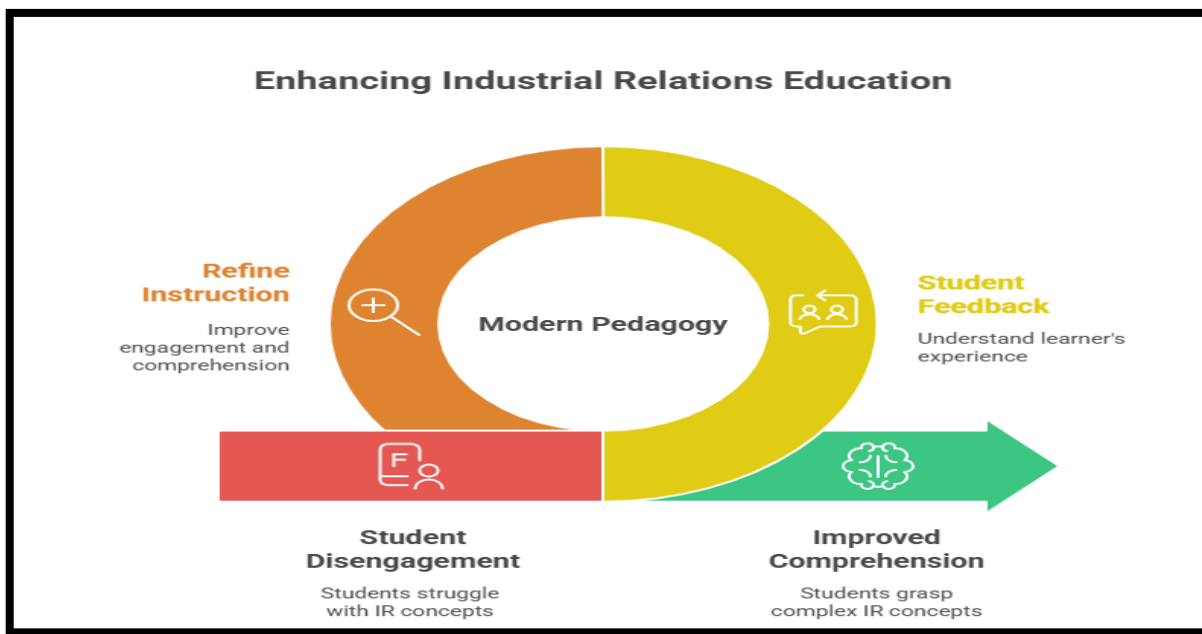 Enhancing Industrial Relations Education
Refine
Instruction
Improve
engagement and
comprehension
Modern Pedagogy
Student
Feedback
Understand learner's
experience
F
Student
Disengagement
Students struggle
with IR concepts
Improved
Comprehension
Students grasp
complex IR concepts